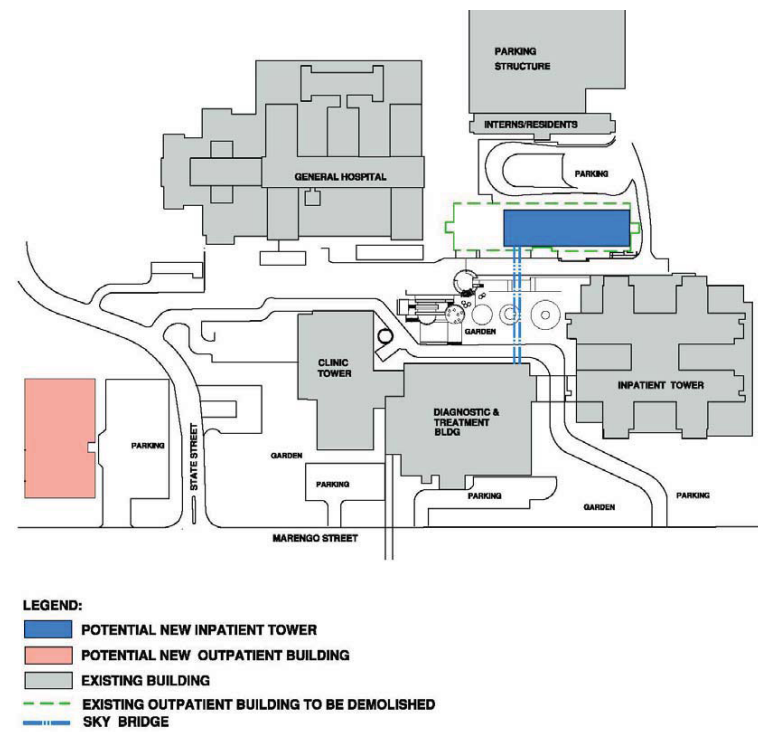 PARKING
STRUCTURE
INTERNS/RESIDENTS
PARKING
GENERAL HOSPITAL
GARDEN
CLINIC
TOWER
INPATIENT TOWER
DIAGNOSTIC &
TREATMENT
BLDG
PARKING
STATE STREET
GARDEN
PARKING
PARKING
PARKING
GARDEN
MARENGO STREET
LEGEND:
POTENTIAL NEW INPATIENT TOWER
POTENTIAL NEW OUTPATIENT BUILDING
EXISTING BUILDING
EXISTING OUTPATIENT BUILDING TO BE DEMOLISHED
SKY BRIDGE